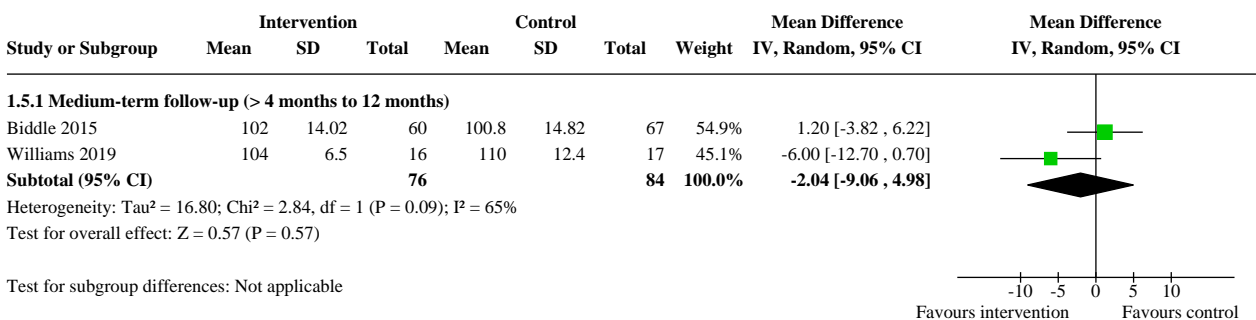 Intervention Control Mean Difference Mean Difference
Study or Subgroup Mean SD Total Mean SD Total Weight IV, Random, 95% CI IV, Random, 95% CI
1.5.1 Medium-term follow-up (> 4 months to 12 months)
Biddle 2015 102 14.02 60 100.8 14.82 67 54.9% 1.20 [-3.82 , 6.22]
Williams 2019 104 6.5 16 110 12.4 17 45.1% -6.00 [-12.70 , 0.70]
Subtotal (95% CI) 76 84 100.0% -2.04 [-9.06 , 4.98]
Heterogeneity: Tau² = 16.80; Chi² = 2.84, df = 1 (P = 0.09); I² = 65%
Test for overall effect: Z = 0.57 (P = 0.57)
Test for subgroup differences: Not applicable
-10 -5 0 5 10
Favours intervention Favours control